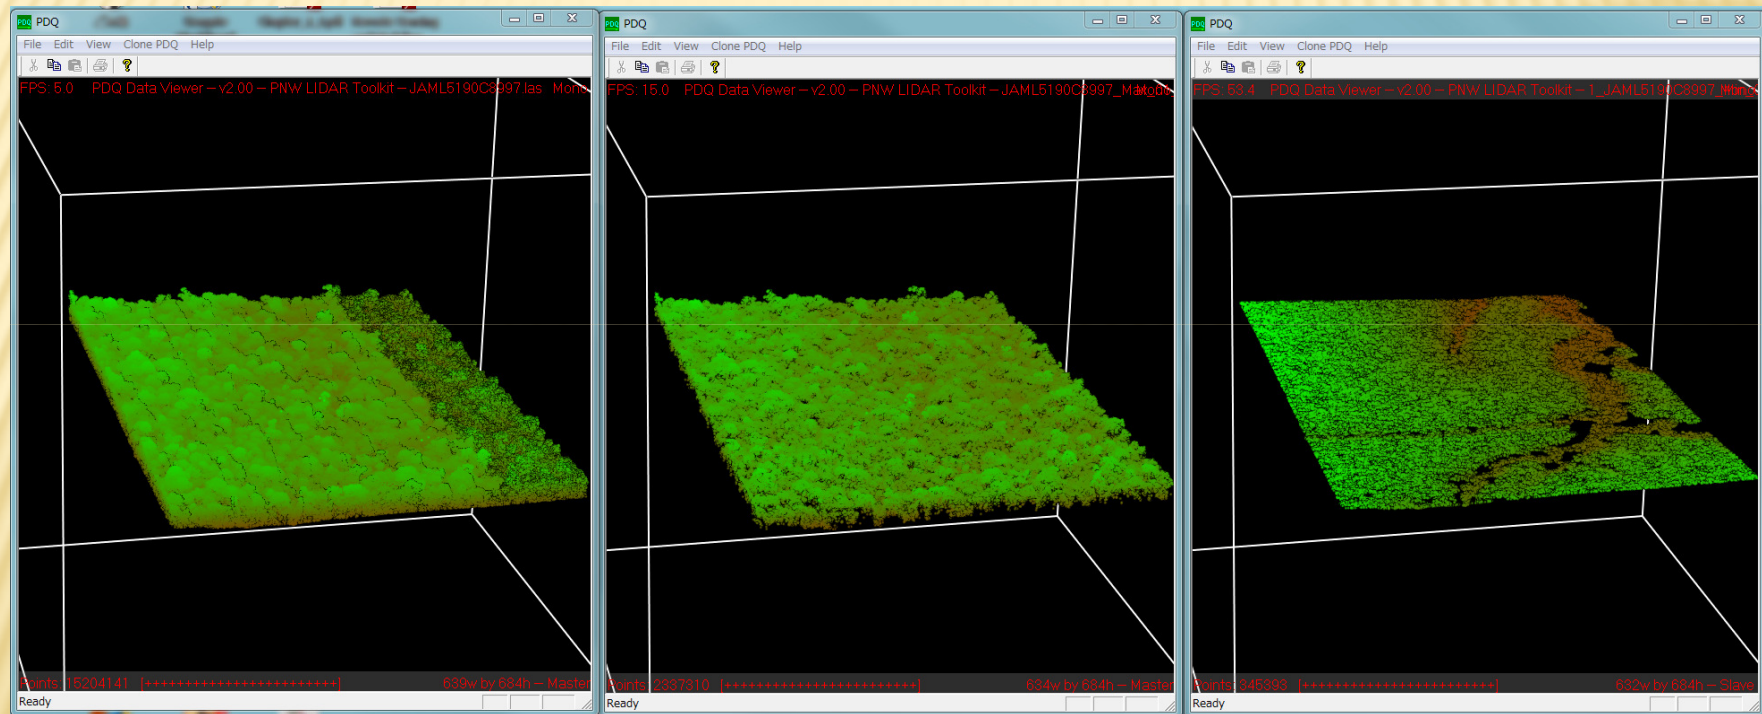 PDQ
File Edit View Clone PDQ Help
FPS: 5.0 PDQ Data Viewer – v2.00 – PNW LIDAR Toolkit – JAML5190C8997.las Mono
Points: 15204141 [++++++++++++++++++++++++] 639w by 684h – Master
Ready
PDQ
File Edit View Clone PDQ Help
FPS: 15.0 PDQ Data Viewer – v2.00 – PNW LIDAR Toolkit – JAML5190C8997_
Points: 2337310 [++++++++++++++++++++++++] 634w by 684h – Master
Ready
PDQ
File Edit View Clone PDQ Help
FPS: 53.4 PDQ Data Viewer – v2.00 – PNW LIDAR Toolkit – 1_JAML5190C8997_
Points: 345393 [++++++++++++++++++++++++] 632w by 684h – Slave
Ready